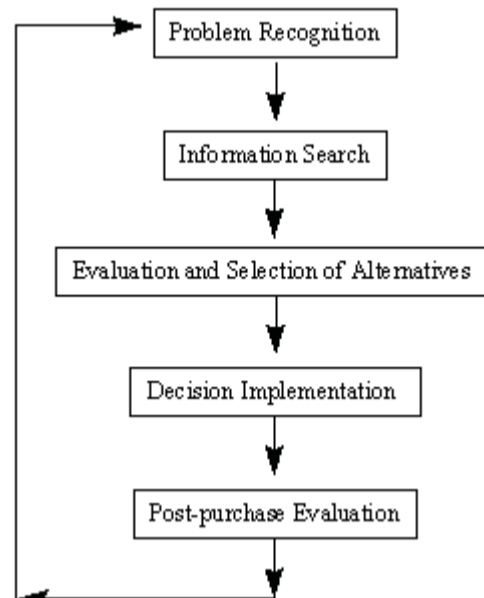 Problem Recognition
Information Search
Evaluation and Selection of Alternatives
Decision Implementation
Post-purchase Evaluation